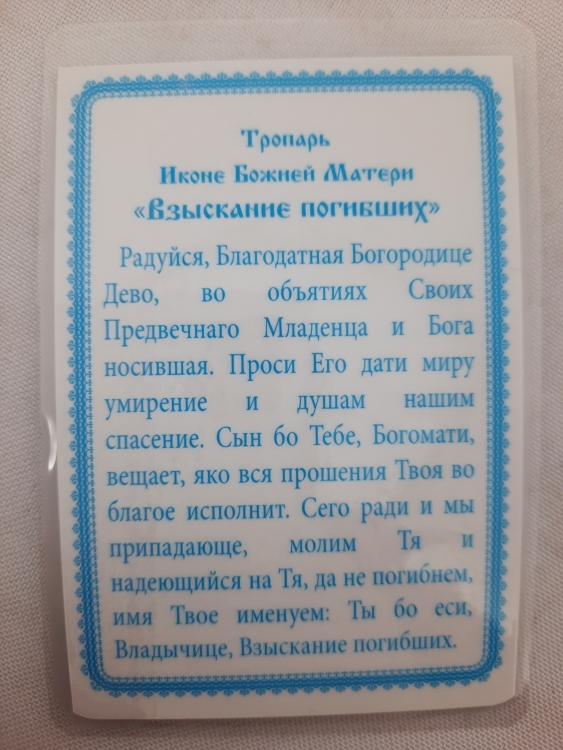 Тропарь
Иконе Божией Матери
«Взыскание погибших»
Радуйся, Благодатная Богородице
Дево, во объятиях Своих
Предвечнаго Младенца и Бога
носившая. Проси Его дати миру
умирение и душам нашим
спасение. Сын бо Тебе, Богомати,
вещает, яко вся прошения Твоя во
благое исполнит. Сего ради и мы
припадающе, молим Тя и
надеющийся на Тя, да не погибнем,
имя Твое именуем: Ты бо еси,
Владычице, Взыскание погибших.